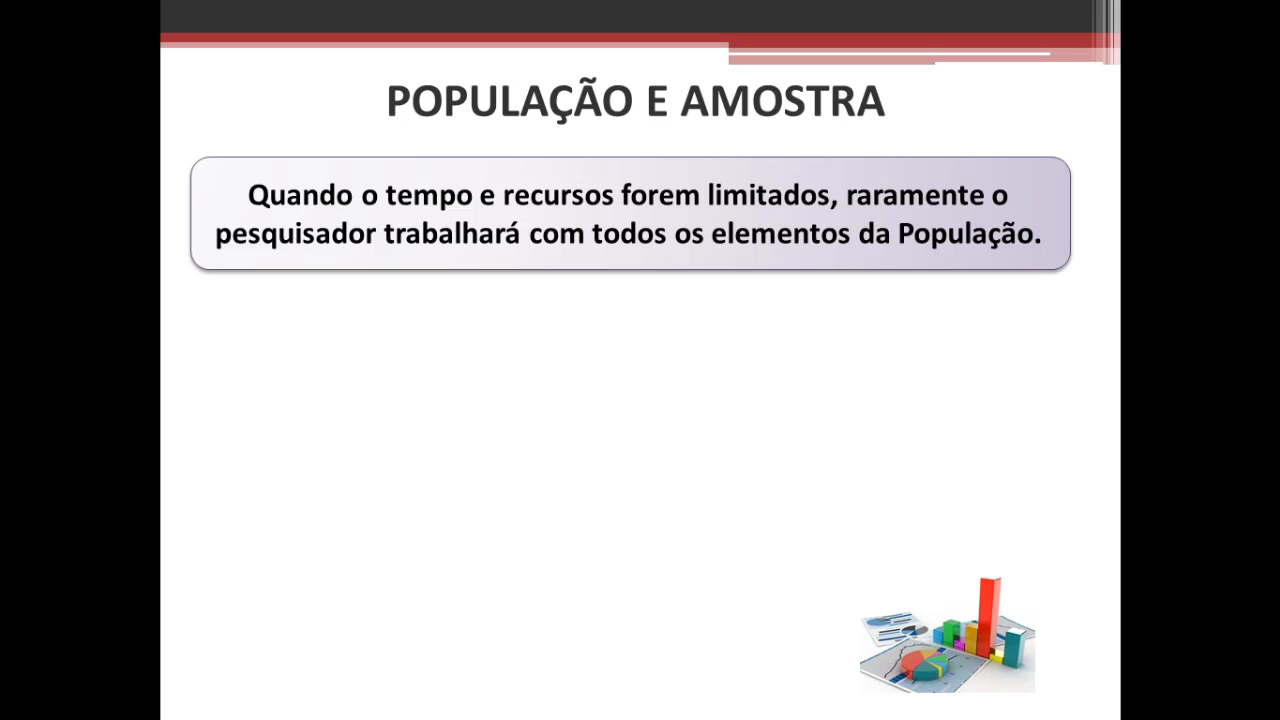 POPULAÇÃO E AMOSTRA
Quando o tempo e recursos forem limitados, raramente o
pesquisador trabalhará com todos os elementos da População.